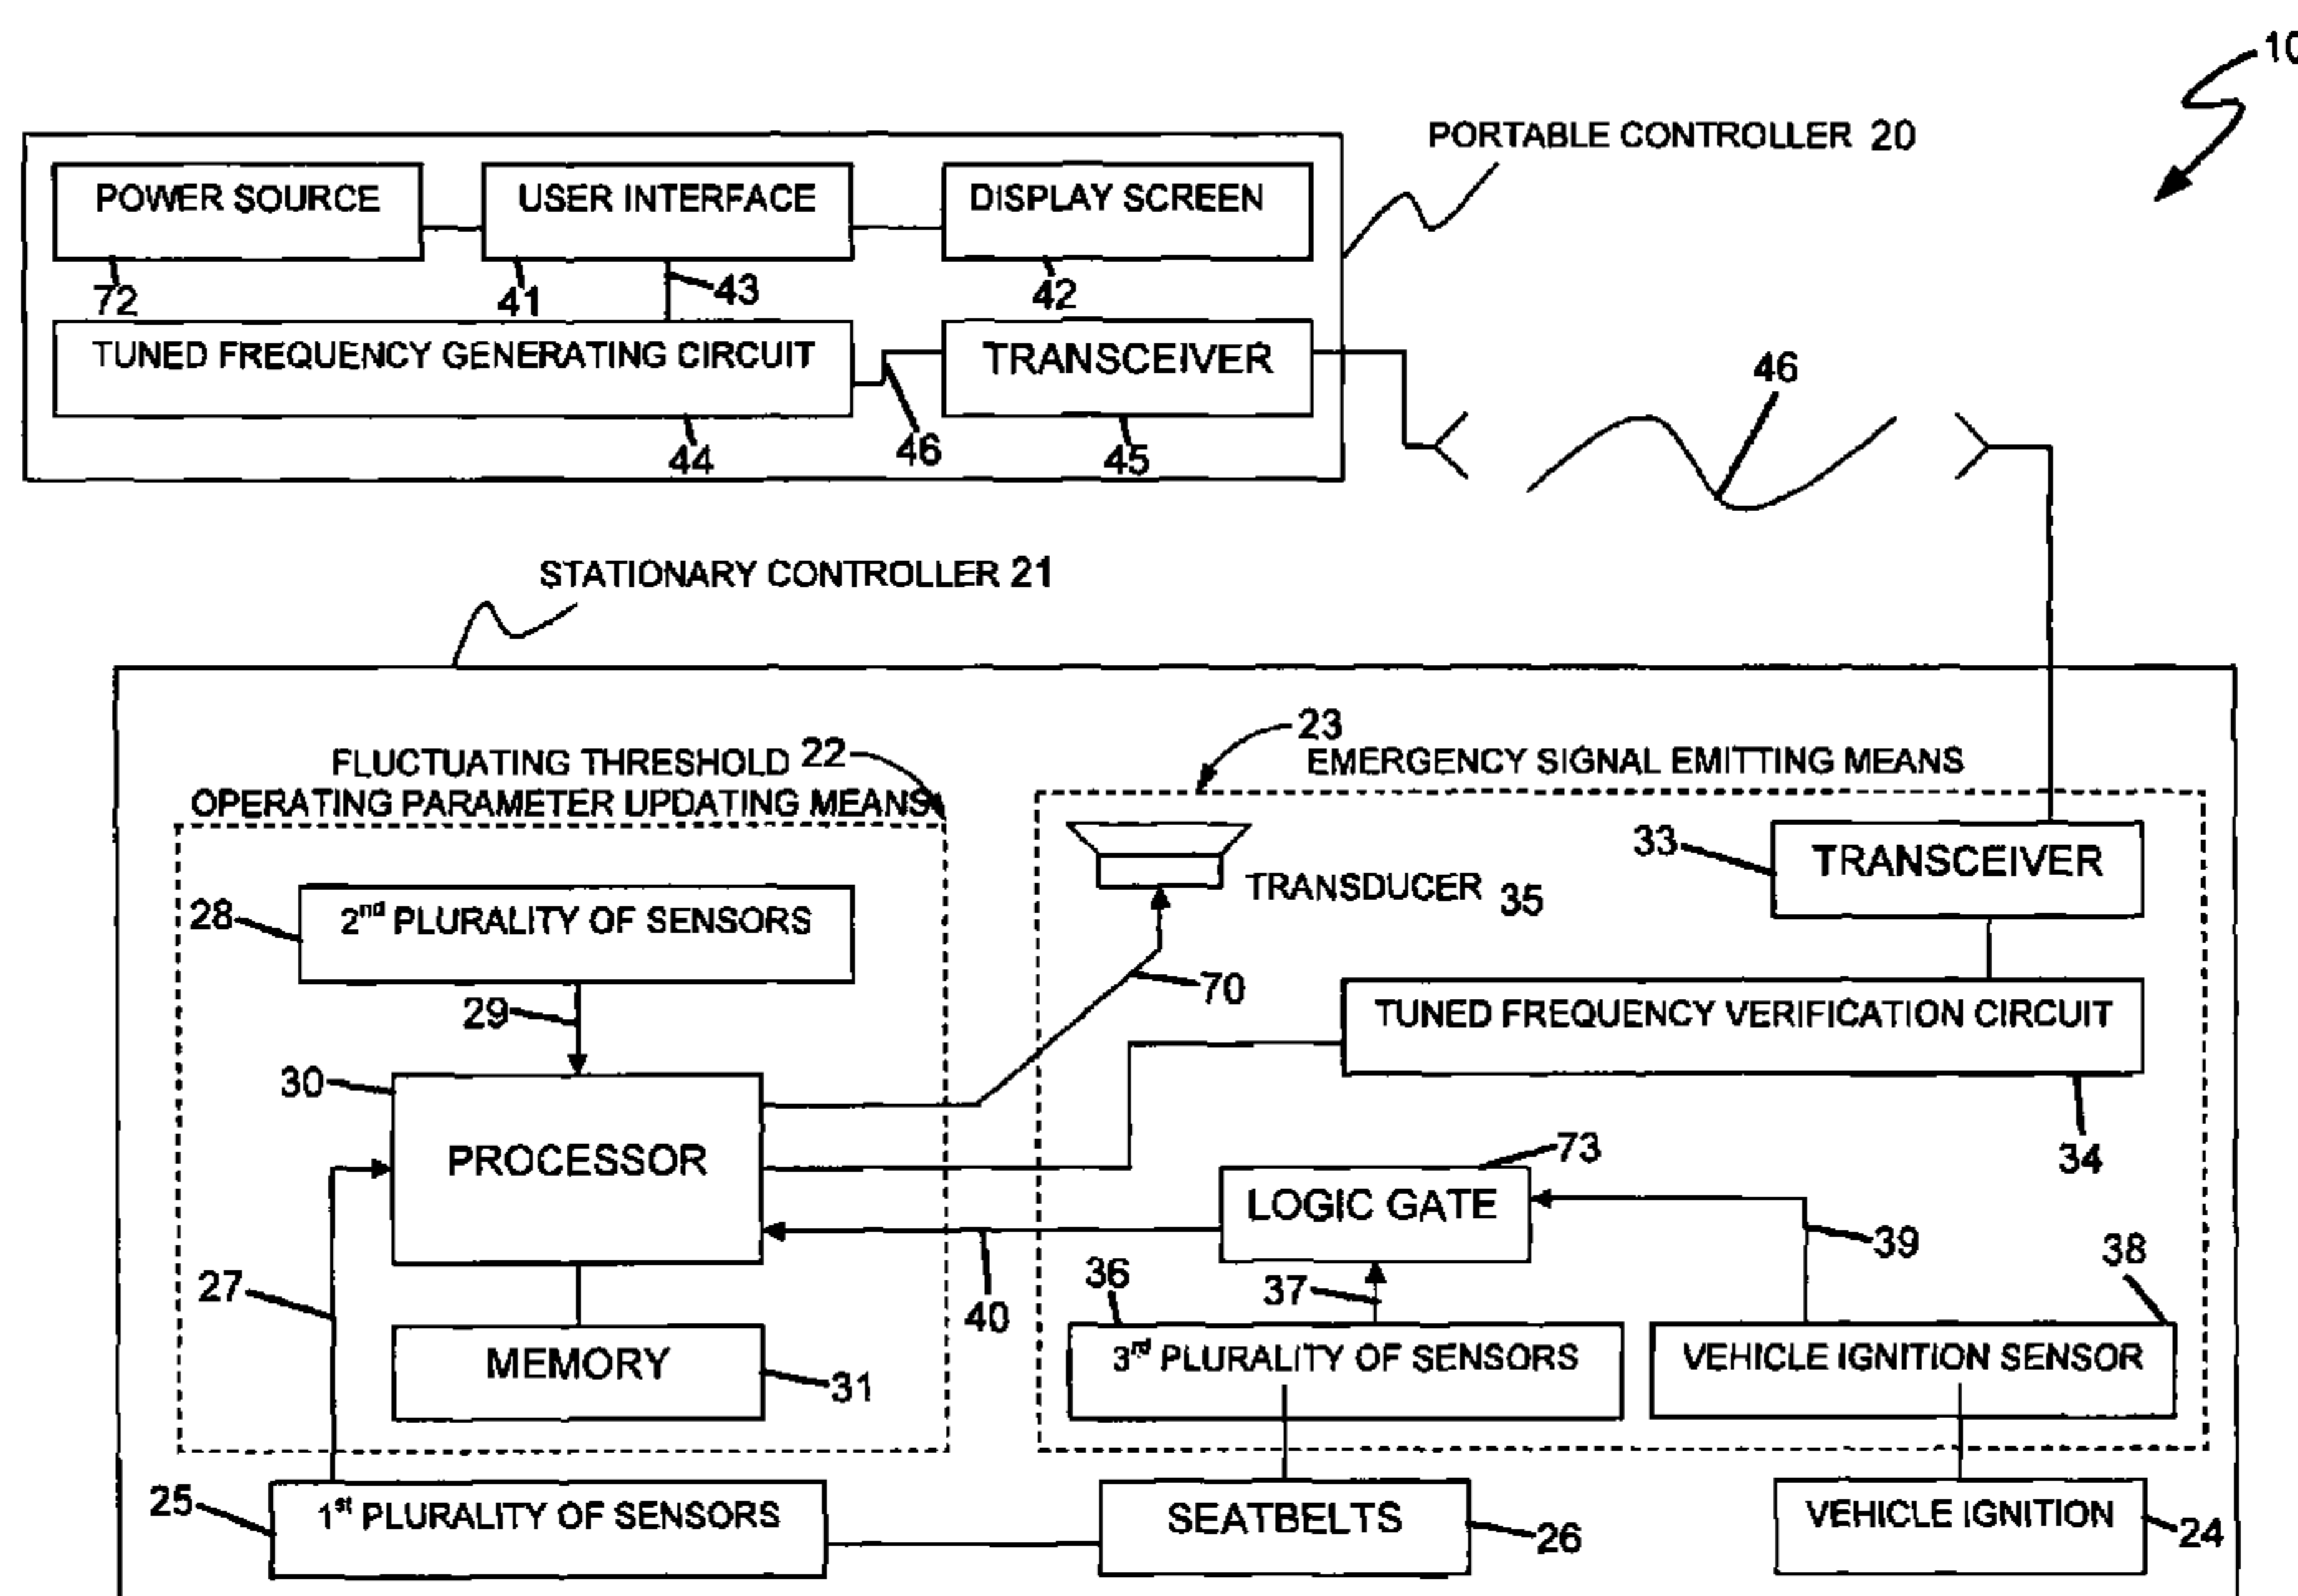 10
PORTABLE CONTROLLER 20
POWER SOURCE
USER INTERFACE
DISPLAY SCREEN
72
41
43
42
TUNED FREQUENCY GENERATING CIRCUIT
TRANSCEIVER
46
44
46
45
STATIONARY CONTROLLER 21
FLUCTUATING THRESHOLD 22
OPERATING PARAMETER UPDATING MEANS
23
EMERGENCY SIGNAL EMITTING MEANS
33
TRANSCEIVER
TRANSDUCER 35
28
2nd PLURALITY OF SENSORS
29
70
TUNED FREQUENCY VERIFICATION CIRCUIT
30
PROCESSOR
73
34
LOGIC GATE
39
38
27
36
37
40
MEMORY
31
3rd PLURALITY OF SENSORS
VEHICLE IGNITION SENSOR
25
1st PLURALITY OF SENSORS
SEATBELTS
26
VEHICLE IGNITION
24